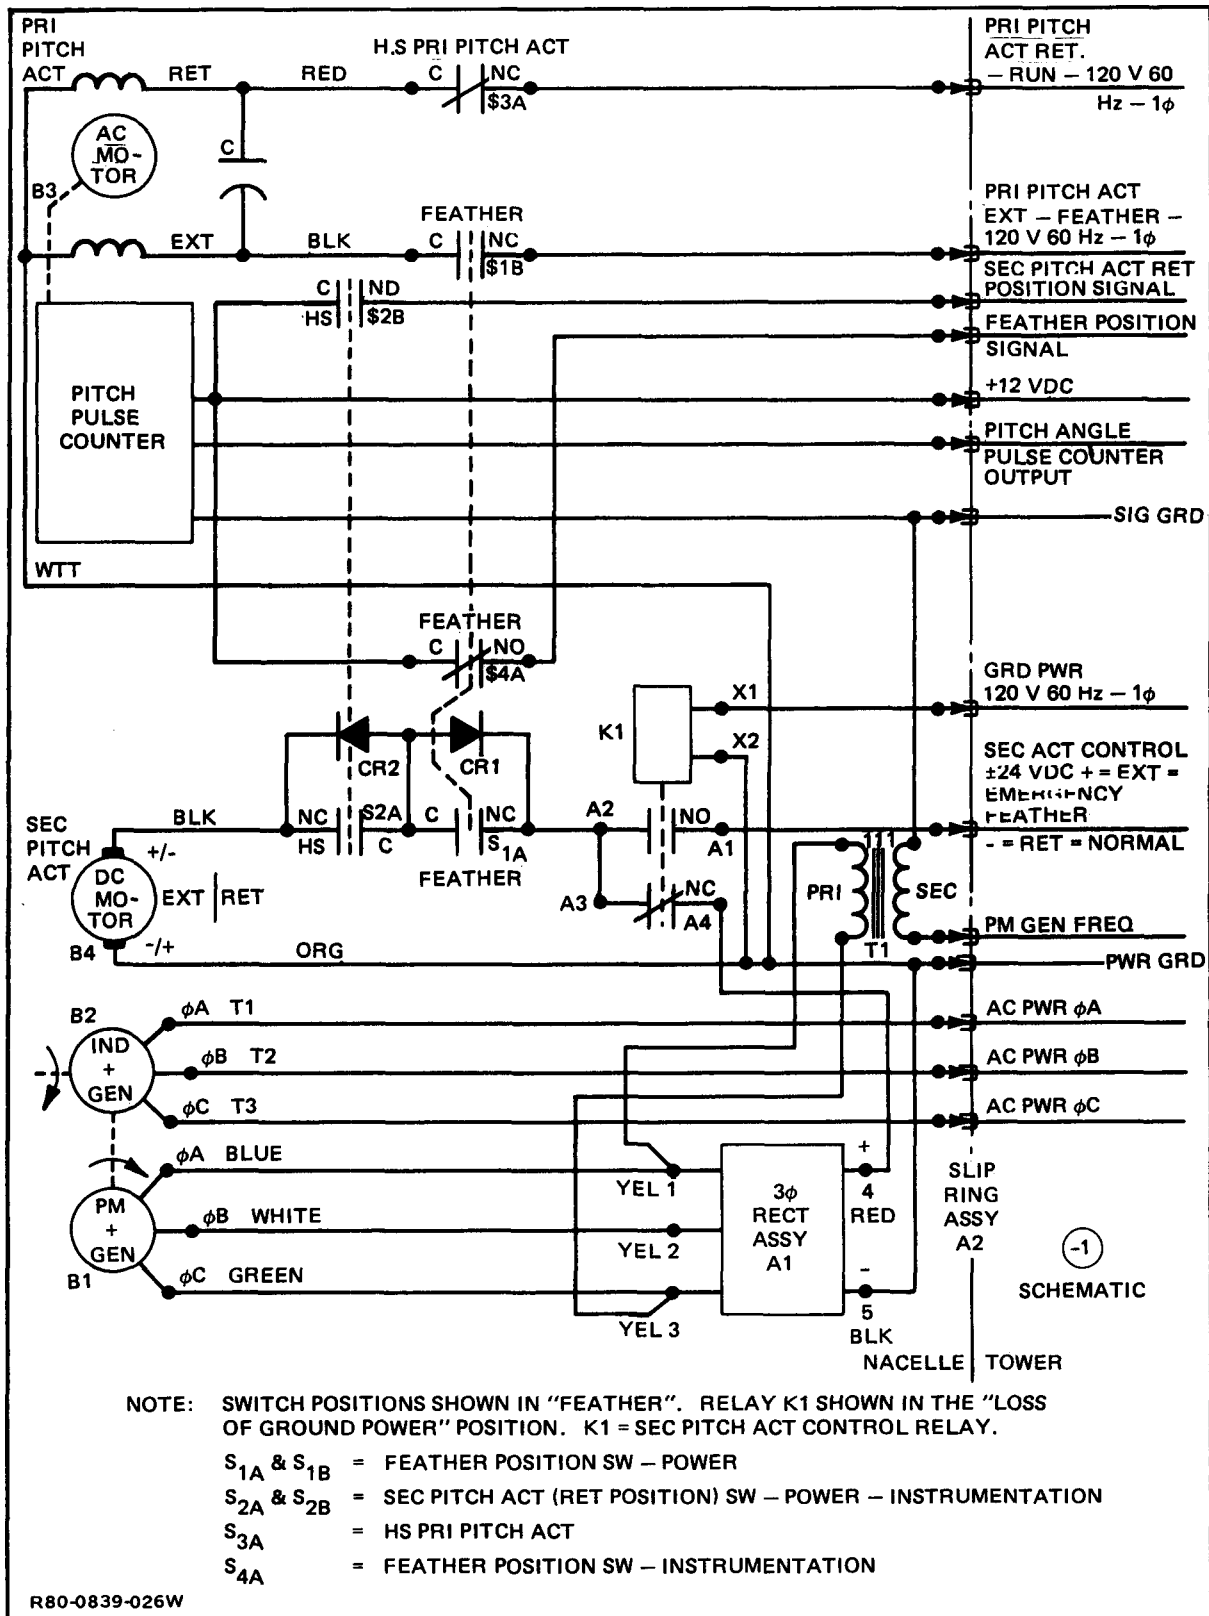 PRI
PITCH
ACT
RET
RED
H.S PRI PITCH ACT
C
NC
$3A
PRI PITCH
ACT RET.
– RUN – 120 V 60
Hz – 1ϕ
AC
MO-
TOR
B3
C
FEATHER
EXT
BLK
C
NC
$1B
PRI PITCH ACT
EXT – FEATHER –
120 V 60 Hz – 1ϕ
C
ND
HS
$2B
SEC PITCH ACT RET
POSITION SIGNAL
FEATHER POSITION
SIGNAL
PITCH
PULSE
COUNTER
+12 VDC
PITCH ANGLE
PULSE COUNTER
OUTPUT
SIG GRD
WTT
FEATHER
C
NO
$4A
K1
X1
X2
GRD PWR
120 V 60 Hz – 1ϕ
CR2
CR1
SEC ACT CONTROL
±24 VDC + = EXT =
EMERGENCY
FEATHER
- = RET = NORMAL
SEC
PITCH
ACT
BLK
NC
HS
S2A
C
C
NC
S1A
FEATHER
A2
NO
A1
A3
NC
A4
111
PRI
SEC
T1
+/-
DC
MO-
TOR
EXT
RET
B4
-/+
ORG
PM GEN FREQ
PWR GRD
B2
IND
+
GEN
ϕA T1
ϕB T2
ϕC T3
AC PWR ϕA
AC PWR ϕB
AC PWR ϕC
PM
+
GEN
B1
ϕA BLUE
ϕB WHITE
ϕC GREEN
YEL 1
YEL 2
YEL 3
3ϕ
RECT
ASSY
A1
+
4
RED
-
5
BLK
SLIP
RING
ASSY
A2
-1
SCHEMATIC
NACELLE
TOWER
NOTE: SWITCH POSITIONS SHOWN IN "FEATHER". RELAY K1 SHOWN IN THE "LOSS
OF GROUND POWER" POSITION. K1 = SEC PITCH ACT CONTROL RELAY.
S1A & S1B = FEATHER POSITION SW – POWER
S2A & S2B = SEC PITCH ACT (RET POSITION) SW – POWER – INSTRUMENTATION
S3A = HS PRI PITCH ACT
S4A = FEATHER POSITION SW – INSTRUMENTATION
R80-0839-026W